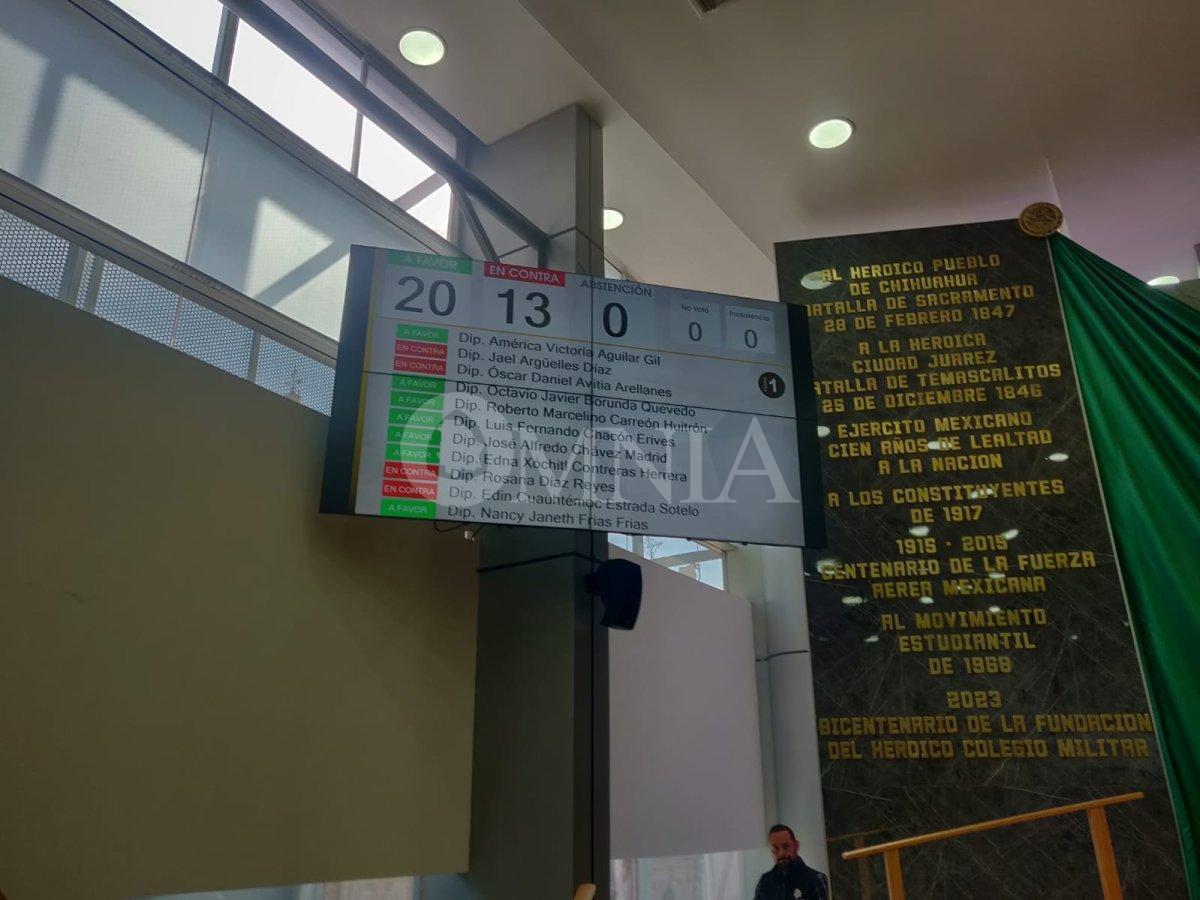 A FAVOR
20
EN CONTRA
13
ABSTENCIÓN
0
No Votó
0
Inasistencia
0
A FAVOR Dip. América Victoria Aguilar Gil
EN CONTRA Dip. Jael Argüelles Díaz
EN CONTRA Dip. Óscar Daniel Avitia Arellanes
A FAVOR Dip. Octavio Javier Borunda Quevedo
A FAVOR Dip. Roberto Marcelino Carreón Huitrón
A FAVOR Dip. Luis Fernando Chacón Erives
A FAVOR Dip. José Alfredo Chávez Madrid
A FAVOR Dip. Edna Xóchitl Contreras Herrera
EN CONTRA Dip. Rosana Díaz Reyes
EN CONTRA Dip. Edin Cuauhtémoc Estrada Sotelo
A FAVOR Dip. Nancy Janeth Frías Frías
1
OMNIA
AL HEROICO PUEBLO
DE CHIHUAHUA
BATALLA DE SACRAMENTO
28 DE FEBRERO 1847
A LA HEROICA
CIUDAD JUAREZ
BATALLA DE TEMASCALITOS
25 DE DICIEMBRE 1846
EJERCITO MEXICANO
CIEN AÑOS DE LEALTAD
A LA NACION
A LOS CONSTITUYENTES
DE 1917
1915 - 2015
CENTENARIO DE LA FUERZA
AEREA MEXICANA
AL MOVIMIENTO
ESTUDIANTIL
DE 1968
2023
BICENTENARIO DE LA FUNDACIÓN
DEL HEROICO COLEGIO MILITAR